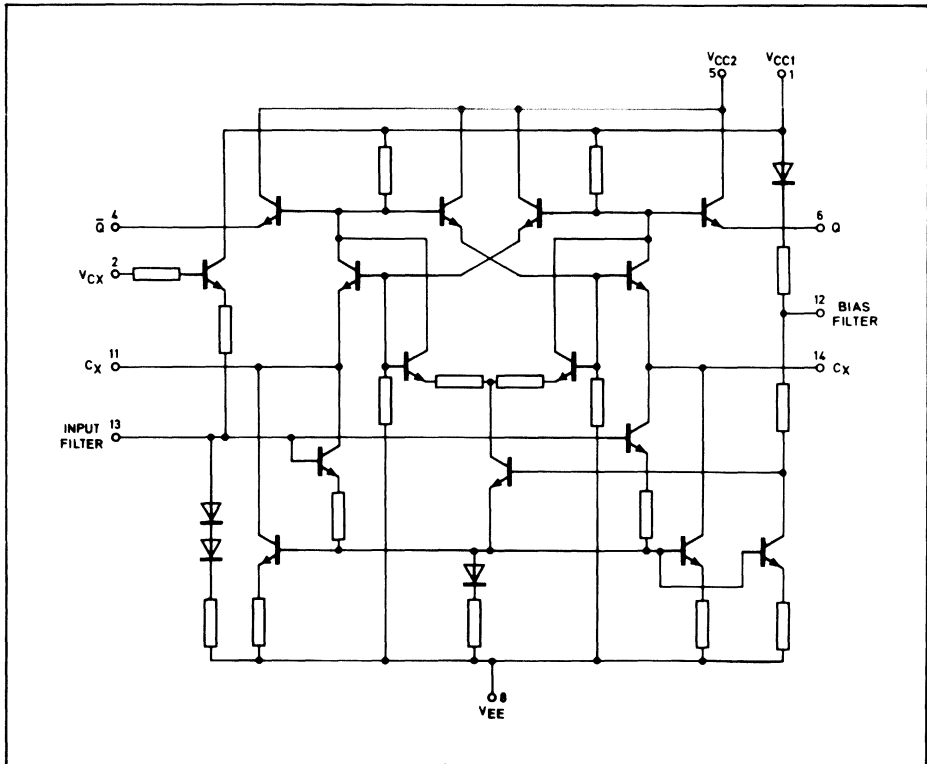 VCC2
5
VCC1
1
Q̅ 4
6 Q
2
VCX
12 BIAS
FILTER
11
CX
14
CX
INPUT 13
FILTER
8
VEE